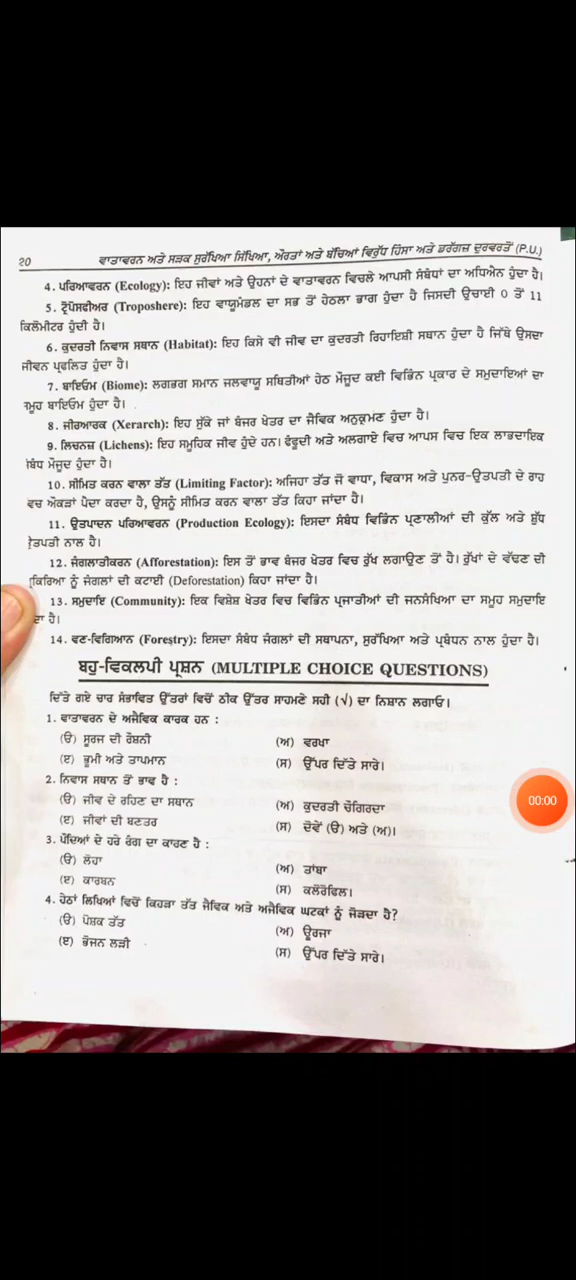 ੨੦ ਵਾਤਾਵਰਨ ਅਤੇ ਸੜਕ ਸੁਰੱਖਿਆ ਸਿੱਖਿਆ, ਔਰਤਾਂ ਅਤੇ ਬੱਚਿਆਂ ਵਿਰੁੱਧ ਹਿੰਸਾ ਅਤੇ ਡਰੱਗਜ਼ ਦੁਰਵਰਤੋਂ (P.U.)
4. ਪਰਿਆਵਰਨ (Ecology): ਇਹ ਜੀਵਾਂ ਅਤੇ ਉਹਨਾਂ ਦੇ ਵਾਤਾਵਰਨ ਵਿਚਲੇ ਆਪਸੀ ਸੰਬੰਧਾਂ ਦਾ ਅਧਿਐਨ ਹੁੰਦਾ ਹੈ।
5. ਟ੍ਰੋਪੋਸਫੀਅਰ (Troposhere): ਇਹ ਵਾਯੂਮੰਡਲ ਦਾ ਸਭ ਤੋਂ ਹੇਠਲਾ ਭਾਗ ਹੁੰਦਾ ਹੈ ਜਿਸਦੀ ਉਚਾਈ 0 ਤੋਂ 11
ਕਿਲੋਮੀਟਰ ਹੁੰਦੀ ਹੈ।
6. ਕੁਦਰਤੀ ਨਿਵਾਸ ਸਥਾਨ (Habitat): ਇਹ ਕਿਸੇ ਵੀ ਜੀਵ ਦਾ ਕੁਦਰਤੀ ਰਿਹਾਇਸ਼ੀ ਸਥਾਨ ਹੁੰਦਾ ਹੈ ਜਿੱਥੇ ਉਸਦਾ
ਜੀਵਨ ਪ੍ਰਫਲਿਤ ਹੁੰਦਾ ਹੈ।
7. ਬਾਇਓਮ (Biome): ਲਗਭਗ ਸਮਾਨ ਜਲਵਾਯੂ ਸਥਿਤੀਆਂ ਹੇਠ ਮੌਜੂਦ ਕਈ ਵਿਭਿੰਨ ਪ੍ਰਕਾਰ ਦੇ ਸਮੁਦਾਇਆਂ ਦਾ
ਮੂਹ ਬਾਇਓਮ ਹੁੰਦਾ ਹੈ।
8. ਜੀਰਆਰਕ (Xerarch): ਇਹ ਸੁੱਕੇ ਜਾਂ ਬੰਜਰ ਖੇਤਰ ਦਾ ਜੈਵਿਕ ਅਨੁਕ੍ਰਮਣ ਹੁੰਦਾ ਹੈ।
9. ਲਿਚਨਜ਼ (Lichens): ਇਹ ਸਮੂਹਿਕ ਜੀਵ ਹੁੰਦੇ ਹਨ। ਫੰਫੂਦੀ ਅਤੇ ਅਲਗਾਏ ਵਿਚ ਆਪਸ ਵਿਚ ਇਕ ਲਾਭਦਾਇਕ
ਬੰਧ ਮੌਜੂਦ ਹੁੰਦਾ ਹੈ।
10. ਸੀਮਿਤ ਕਰਨ ਵਾਲਾ ਤੱਤ (Limiting Factor): ਅਜਿਹਾ ਤੱਤ ਜੋ ਵਾਧਾ, ਵਿਕਾਸ ਅਤੇ ਪੁਨਰ-ਉਤਪਤੀ ਦੇ ਰਾਹ
ਵਚ ਔਕੜਾਂ ਪੈਦਾ ਕਰਦਾ ਹੈ, ਉਸਨੂੰ ਸੀਮਿਤ ਕਰਨ ਵਾਲਾ ਤੱਤ ਕਿਹਾ ਜਾਂਦਾ ਹੈ।
11. ਉਤਪਾਦਨ ਪਰਿਆਵਰਨ (Production Ecology): ਇਸਦਾ ਸੰਬੰਧ ਵਿਭਿੰਨ ਪ੍ਰਣਾਲੀਆਂ ਦੀ ਕੁੱਲ ਅਤੇ ਸ਼ੁੱਧ
ਤਪਤੀ ਨਾਲ ਹੈ।
12. ਜੰਗਲਾਤੀਕਰਨ (Afforestation): ਇਸ ਤੋਂ ਭਾਵ ਬੰਜਰ ਖੇਤਰ ਵਿਚ ਰੁੱਖ ਲਗਾਉਣ ਤੋਂ ਹੈ। ਰੁੱਖਾਂ ਦੇ ਵੱਢਣ ਦੀ
ਕਿਰਿਆ ਨੂੰ ਜੰਗਲਾਂ ਦੀ ਕਟਾਈ (Deforestation) ਕਿਹਾ ਜਾਂਦਾ ਹੈ।
13. ਸਮੁਦਾਇ (Community): ਇਕ ਵਿਸ਼ੇਸ਼ ਖੇਤਰ ਵਿਚ ਵਿਭਿੰਨ ਪ੍ਰਜਾਤੀਆਂ ਦੀ ਜਨਸੰਖਿਆ ਦਾ ਸਮੂਹ ਸਮੁਦਾਇ
ਦਾ ਹੈ।
14. ਵਣ-ਵਿਗਿਆਨ (Forestry): ਇਸਦਾ ਸੰਬੰਧ ਜੰਗਲਾਂ ਦੀ ਸਥਾਪਨਾ, ਸੁਰੱਖਿਆ ਅਤੇ ਪ੍ਰਬੰਧਨ ਨਾਲ ਹੁੰਦਾ ਹੈ।
ਬਹੁ-ਵਿਕਲਪੀ ਪ੍ਰਸ਼ਨ (MULTIPLE CHOICE QUESTIONS)
ਦਿੱਤੇ ਗਏ ਚਾਰ ਸੰਭਾਵਿਤ ਉੱਤਰਾਂ ਵਿਚੋਂ ਠੀਕ ਉੱਤਰ ਸਾਹਮਣੇ ਸਹੀ (√) ਦਾ ਨਿਸ਼ਾਨ ਲਗਾਓ।
1. ਵਾਤਾਵਰਨ ਦੇ ਅਜੈਵਿਕ ਕਾਰਕ ਹਨ :
(ੳ) ਸੂਰਜ ਦੀ ਰੌਸ਼ਨੀ (ਅ) ਵਰਖਾ
(ੲ) ਭੂਮੀ ਅਤੇ ਤਾਪਮਾਨ (ਸ) ਉੱਪਰ ਦਿੱਤੇ ਸਾਰੇ।
2. ਨਿਵਾਸ ਸਥਾਨ ਤੋਂ ਭਾਵ ਹੈ :
(ੳ) ਜੀਵ ਦੇ ਰਹਿਣ ਦਾ ਸਥਾਨ (ਅ) ਕੁਦਰਤੀ ਚੌਗਿਰਦਾ
(ੲ) ਜੀਵਾਂ ਦੀ ਬਣਤਰ (ਸ) ਦੋਵੇਂ (ੳ) ਅਤੇ (ਅ)।
00:00
3. ਪੌਦਿਆਂ ਦੇ ਹਰੇ ਰੰਗ ਦਾ ਕਾਰਣ ਹੈ :
(ੳ) ਲੋਹਾ (ਅ) ਤਾਂਬਾ
(ੲ) ਕਾਰਬਨ (ਸ) ਕਲੋਰੋਫਿਲ।
4. ਹੇਠਾਂ ਲਿਖਿਆਂ ਵਿਚੋਂ ਕਿਹੜਾ ਤੱਤ ਜੈਵਿਕ ਅਤੇ ਅਜੈਵਿਕ ਘਟਕਾਂ ਨੂੰ ਜੋੜਦਾ ਹੈ?
(ੳ) ਪੋਸ਼ਕ ਤੱਤ (ਅ) ਊਰਜਾ
(ੲ) ਭੋਜਨ ਲੜੀ (ਸ) ਉੱਪਰ ਦਿੱਤੇ ਸਾਰੇ।